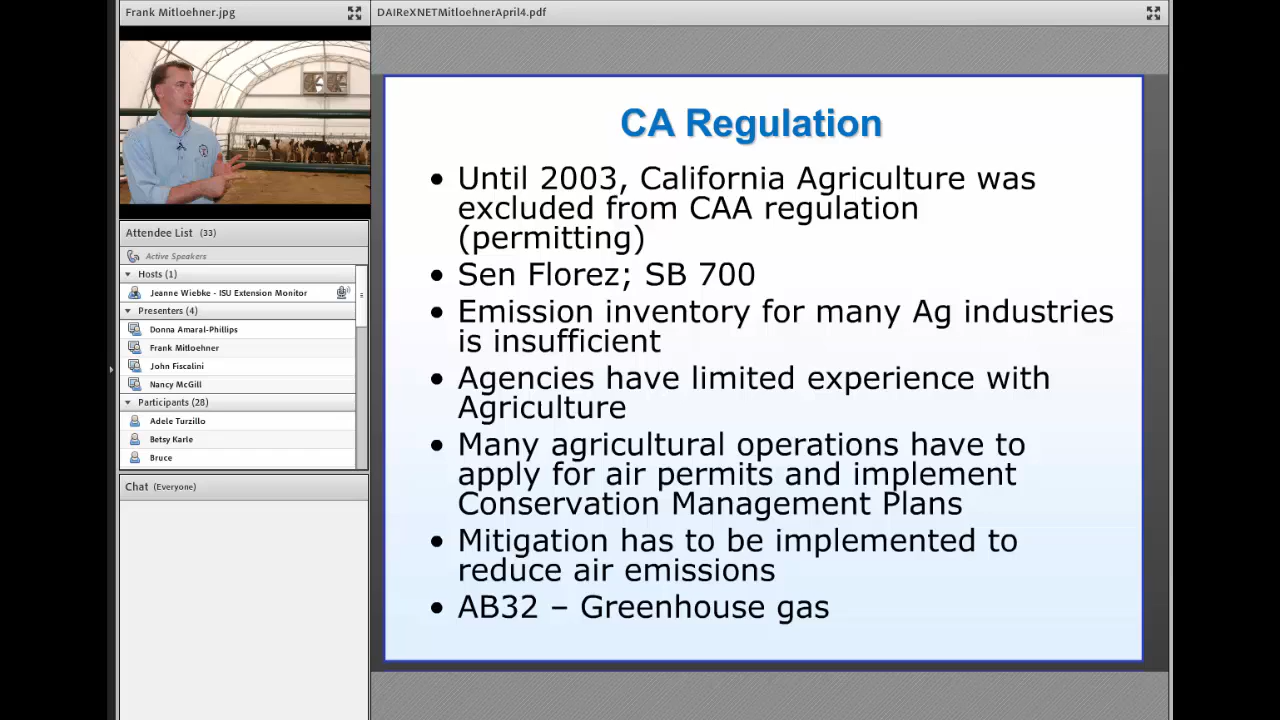 Frank Mitloehner.jpg
Attendee List (33)
Active Speakers
Hosts (1)
Jeanne Wiebke - ISU Extension Monitor
Presenters (4)
Donna Amaral-Phillips
Frank Mitloehner
John Fiscalini
Nancy McGill
Participants (28)
Adele Turzillo
Betsy Karle
Bruce
Chat (Everyone)
DAIReXNETMitloehnerApril4.pdf
CA Regulation
• Until 2003, California Agriculture was
excluded from CAA regulation
(permitting)
• Sen Florez; SB 700
• Emission inventory for many Ag industries
is insufficient
• Agencies have limited experience with
Agriculture
• Many agricultural operations have to
apply for air permits and implement
Conservation Management Plans
• Mitigation has to be implemented to
reduce air emissions
• AB32 – Greenhouse gas